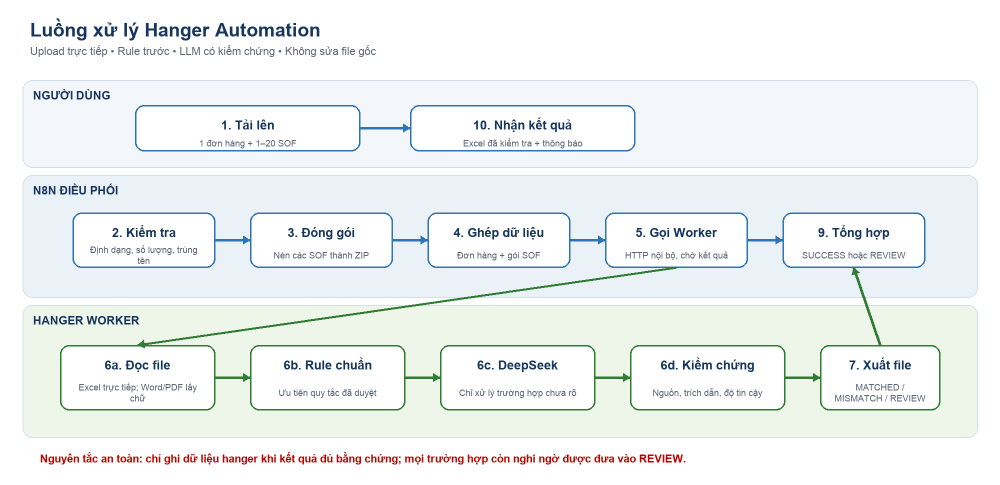 Luồng xử lý Hanger Automation
Upload trực tiếp • Rule trước • LLM có kiểm chứng • Không sửa file gốc
NGƯỜI DÙNG
1. Tải lên
1 đơn hàng + 1–20 SOF
10. Nhận kết quả
Excel đã kiểm tra + thông báo
N8N ĐIỀU PHỐI
2. Kiểm tra
Định dạng, số lượng, trùng
tên
3. Đóng gói
Nén các SOF thành ZIP
4. Ghép dữ liệu
Đơn hàng + gói SOF
5. Gọi Worker
HTTP nội bộ, chờ kết quả
9. Tổng hợp
SUCCESS hoặc REVIEW
HANGER WORKER
6a. Đọc file
Excel trực tiếp; Word/PDF lấy
chữ
6b. Rule chuẩn
Ưu tiên quy tắc đã duyệt
6c. DeepSeek
Chỉ xử lý trường hợp chưa rõ
6d. Kiểm chứng
Nguồn, trích dẫn, độ tin cậy
7. Xuất file
MATCHED /
MISMATCH / REVIEW
Nguyên tắc an toàn: chỉ ghi dữ liệu hanger khi kết quả đủ bằng chứng; mọi trường hợp còn nghi ngờ được đưa vào REVIEW.